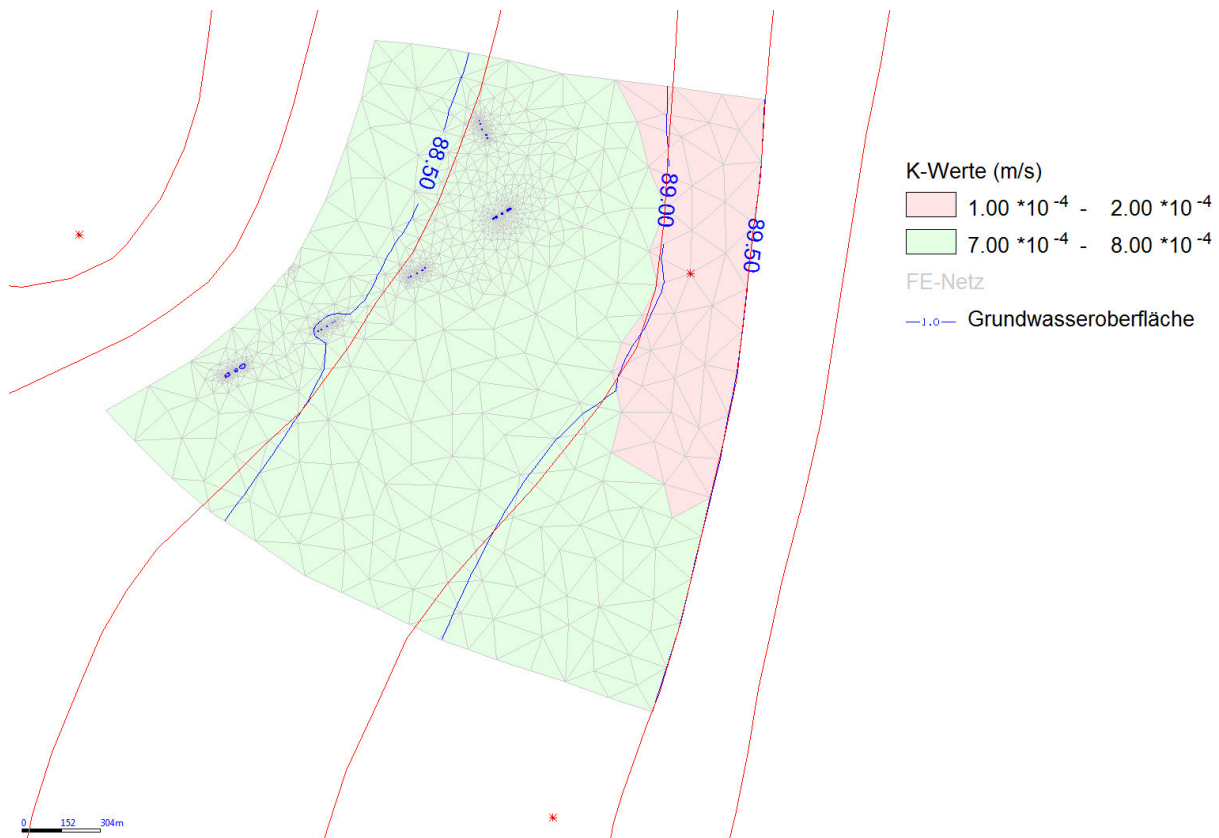 88.50
89.00
89.50
K-Werte (m/s)
1.00 *10 -4 - 2.00 *10 -4
7.00 *10 -4 - 8.00 *10 -4
FE-Netz
—1.0— Grundwasseroberfläche
0 152 304m